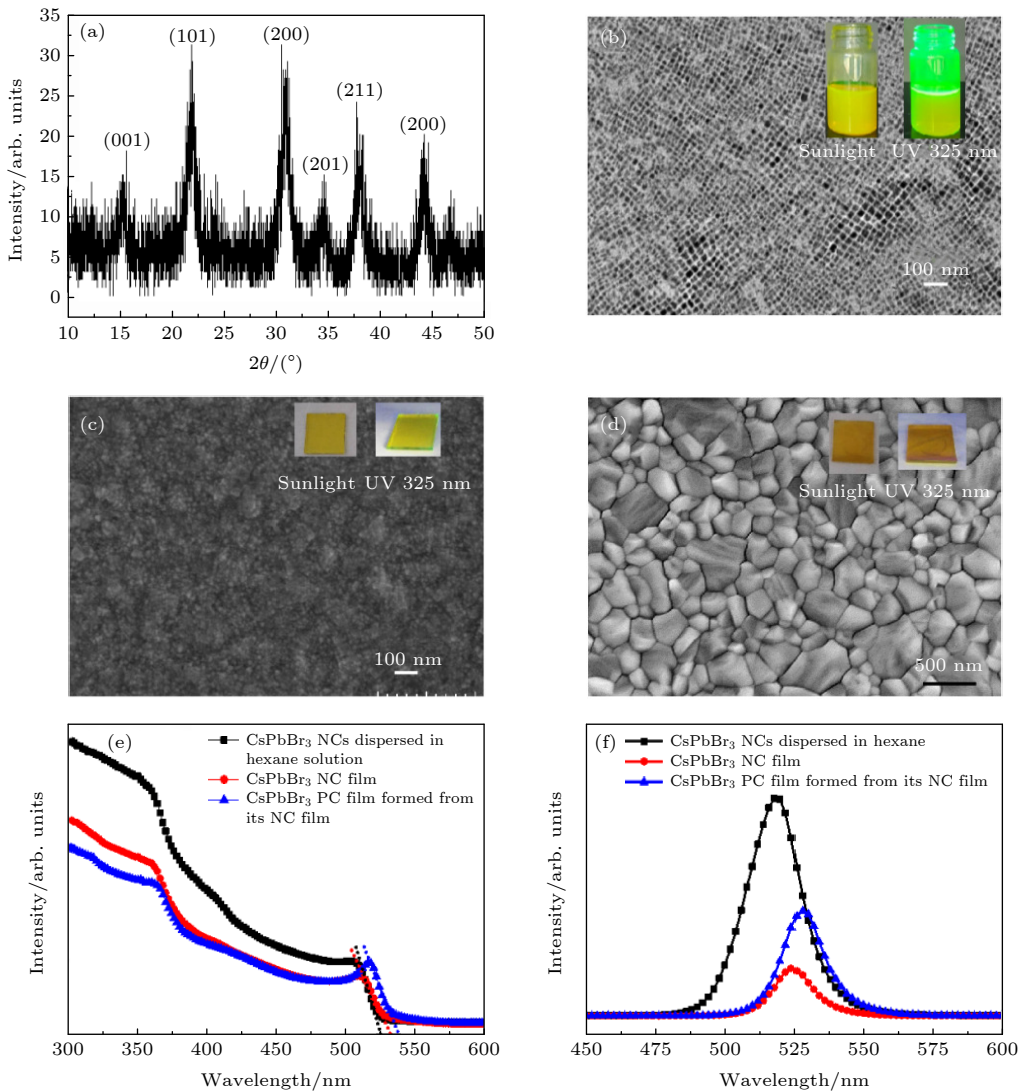 (a)
(001)
(101)
(200)
(201)
(211)
(200)
35
30
25
20
15
10
5
0
Intensity/arb. units
10 15 20 25 30 35 40 45 50
2θ/(°)
(b)
Sunlight UV 325 nm
100 nm
(c)
Sunlight UV 325 nm
100 nm
(d)
Sunlight UV 325 nm
500 nm
(e)
CsPbBr₃ NCs dispersed in
hexane solution
CsPbBr₃ NC film
CsPbBr₃ PC film formed from
its NC film
Intensity/arb. units
300 350 400 450 500 550 600
Wavelength/nm
(f)
CsPbBr₃ NCs dispersed in hexane
CsPbBr₃ NC film
CsPbBr₃ PC film formed from its NC film
Intensity/arb. units
450 475 500 525 550 575 600
Wavelength/nm